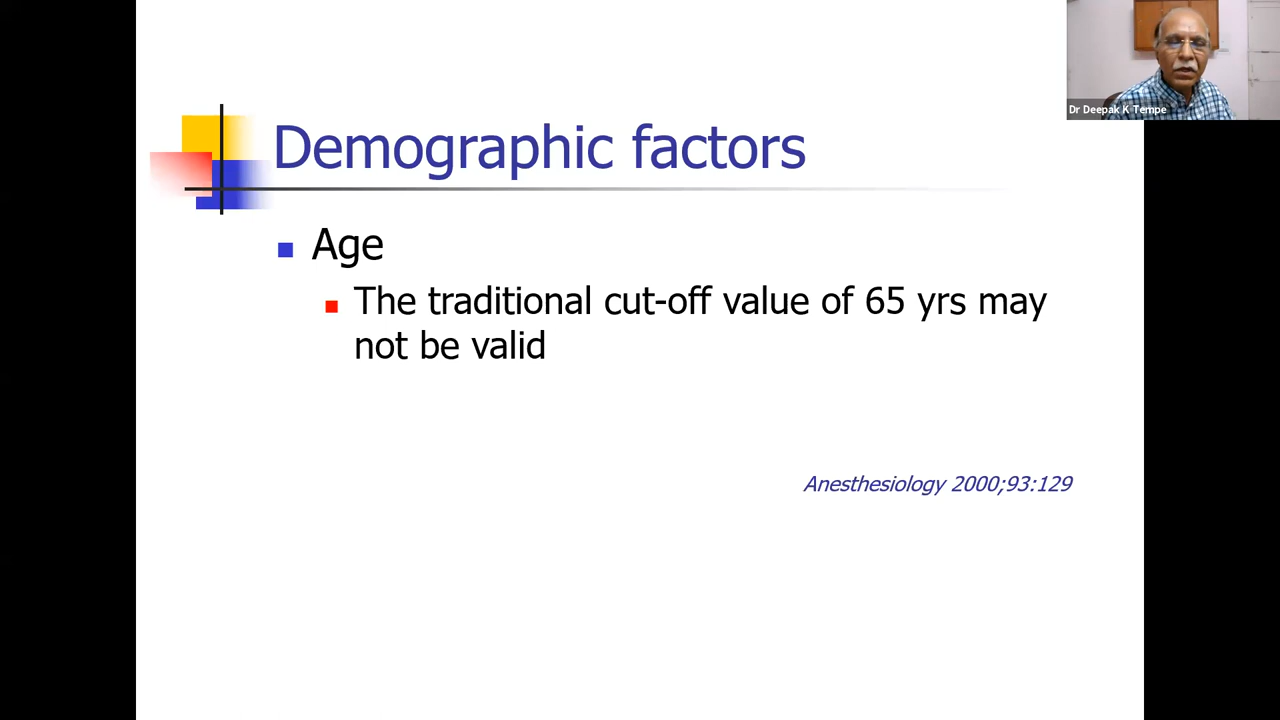 Dr Deepak K Tempe
Demographic factors
Age
The traditional cut-off value of 65 yrs may
not be valid
Anesthesiology 2000;93:129